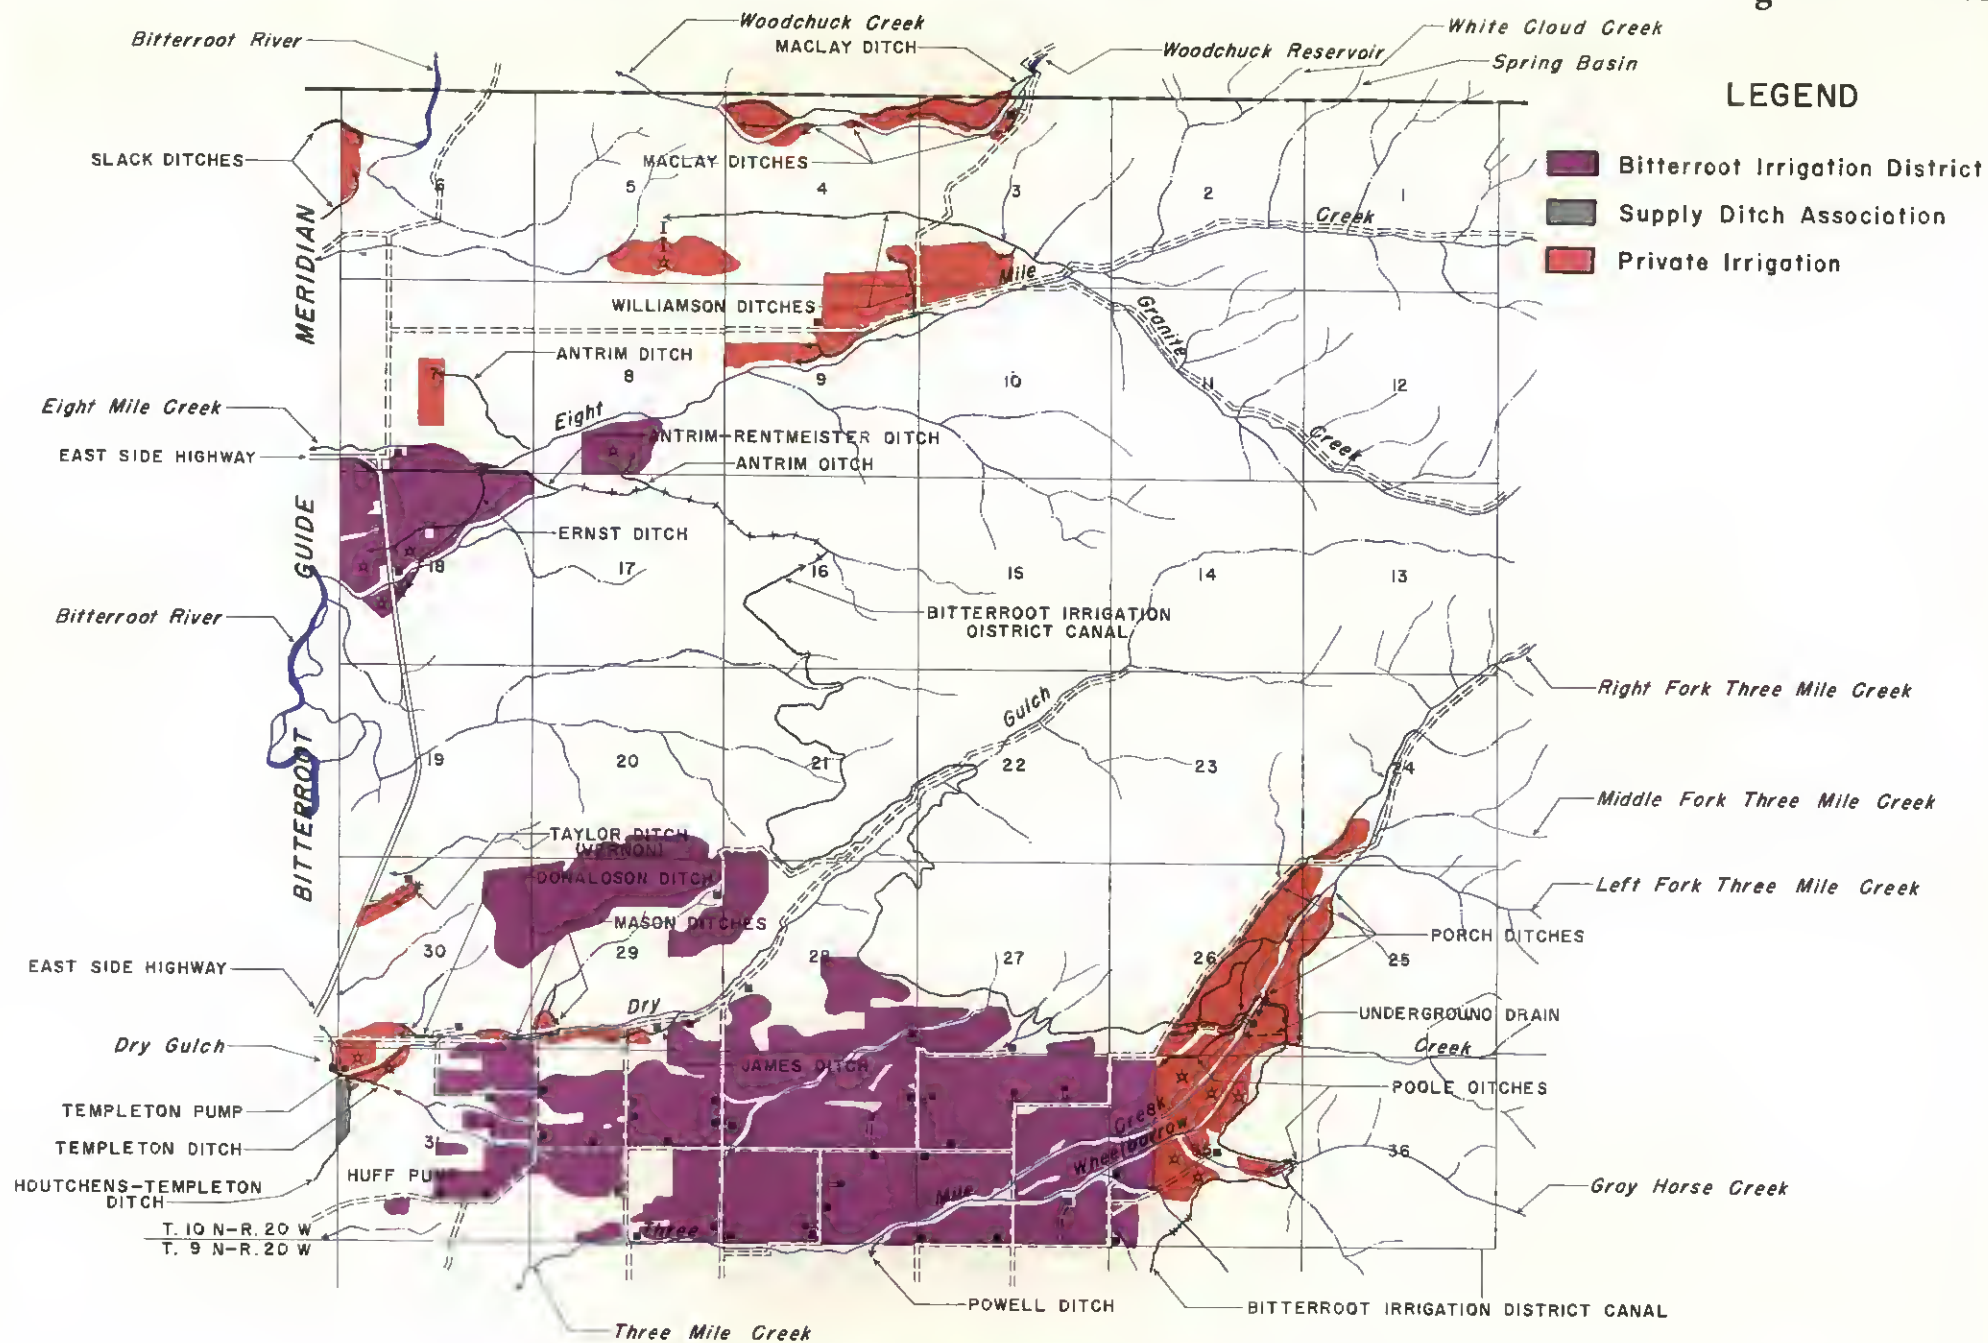 Woodchuck Creek
White Cloud Creek
Bitterroot River
MACLAY DITCH
Woodchuck Reservoir
Spring Basin
LEGEND
SLACK DITCHES
MACLAY DITCHES
Bitterroot Irrigation District
Supply Ditch Association
Private Irrigation
6
5
4
3
2
1
Creek
MERIDIAN
Mile
WILLIAMSON DITCHES
Granite
ANTRIM DITCH
7
8
9
10
11
12
Eight Mile Creek
Eight
ANTRIM-RENTMEISTER DITCH
Creek
EAST SIDE HIGHWAY
ANTRIM DITCH
GUIDE
ERNST DITCH
18
17
16
15
14
13
Bitterroot River
BITTERROOT IRRIGATION
DISTRICT CANAL
Right Fork Three Mile Creek
Gulch
BITTERROOT
19
20
21
22
23
24
Middle Fork Three Mile Creek
TAYLOR DITCH
(VERNON)
DONALDSON DITCH
Left Fork Three Mile Creek
MASON DITCHES
PORCH DITCHES
30
29
28
27
26
25
EAST SIDE HIGHWAY
Dry
UNDERGROUND DRAIN
Dry Gulch
Creek
JAMES DITCH
POOLE DITCHES
TEMPLETON PUMP
Creek
TEMPLETON DITCH
31
Wheelbarrow
35
36
HUFF PUMP
HOUTCHENS-TEMPLETON
DITCH
Mile
Gray Horse Creek
T. 10 N-R. 20 W
T. 9 N-R. 20 W
Three
POWELL DITCH
BITTERROOT IRRIGATION DISTRICT CANAL
Three Mile Creek